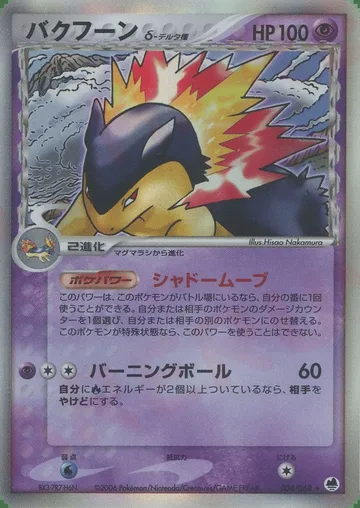 バクフーン δ-デルタ種 HP100
Illus.Hisao Nakamura
2進化 マグマラシから進化
ポケパワー シャドームーブ
このパワーは、このポケモンがバトル場にいるなら、自分の番に1回
使うことができる。自分または相手のポケモンのダメージカウン
ターを1個選び、自分または相手の別のポケモンにのせ替える。
このポケモンが特殊状態なら、このパワーを使うことはできない。
バーニングボール 60
自分にエネルギーが2個以上ついているなら、相手を
やけどにする。
弱点 抵抗力 にげる
©2006 Pokémon/Nintendo/Creatures/GAME FREAK.